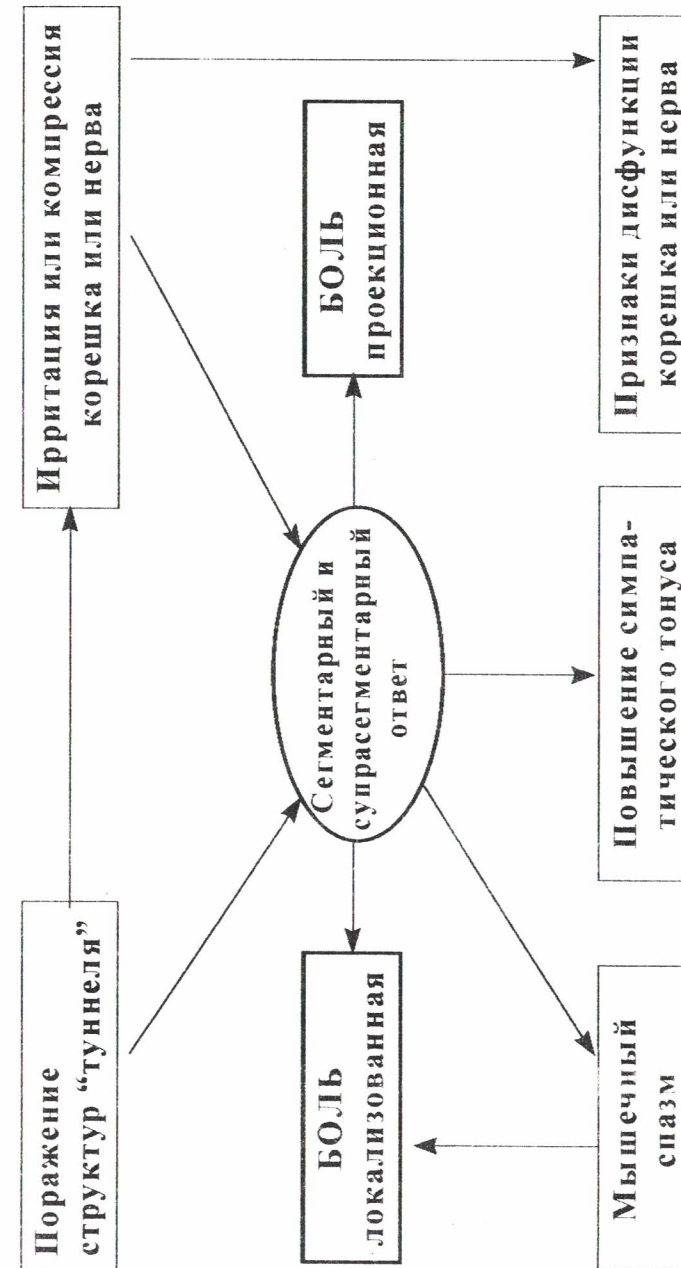 Поражение
структур “туннеля”
Ирритация или компрессия
корешка или нерва
БОЛЬ
локализованная
Сегментарный и
супрасегментарный
ответ
БОЛЬ
проекционная
Мышечный
спазм
Повышение симпа-
тического тонуса
Признаки дисфункции
корешка или нерва